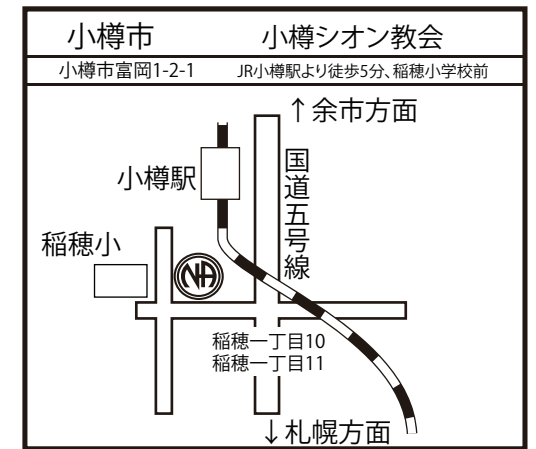 小樽市 小樽シオン教会
小樽市富岡1-2-1 JR小樽駅より徒歩5分、稲穂小学校前
↑余市方面
小樽駅
国道五号線
稲穂小
NA
稲穂一丁目10
稲穂一丁目11
↓札幌方面